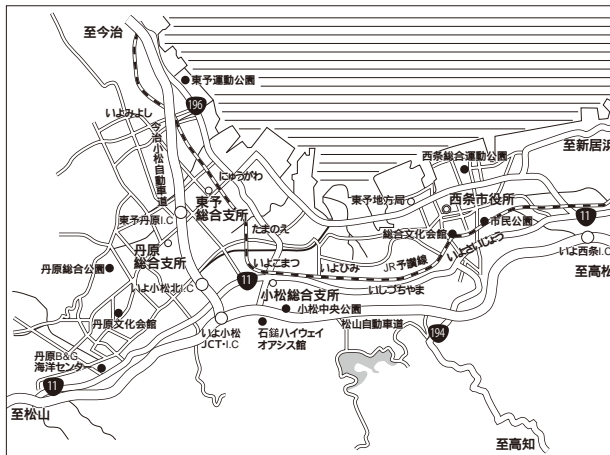 至今治
東予運動公園
196
いよみよし
今治小松自動車道
にゅうがわ
西条総合運動公園
至新居浜
東予
総合支所
東予地方局
西条市役所
東予丹原I.C
たまのえ
総合文化会館
市民公園
11
丹原
総合支所
いよこまつ
いよひみ
JR予讃線
いよさいじょう
いよ西条I.C
丹原総合公園
いよ小松北I.C
11
小松総合支所
いしづちやま
至高松
小松中央公園
丹原文化会館
いよ小松
JCT・I.C
石鎚ハイウェイ
オアシス館
松山自動車道
194
丹原B&G
海洋センター
11
至松山
至高知